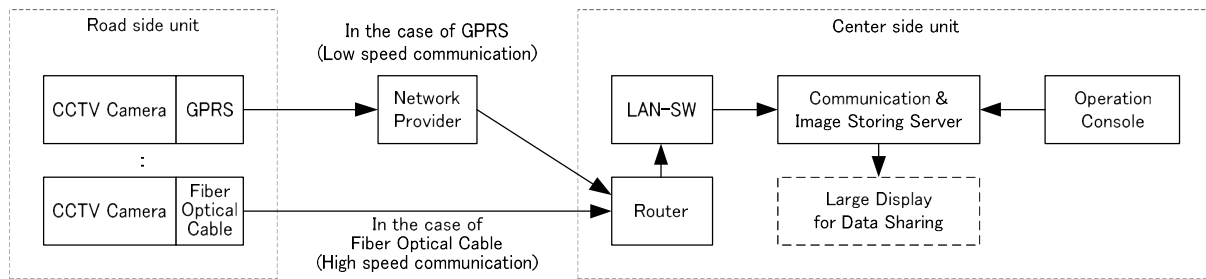 Road side unit
In the case of GPRS
(Low speed communication)
Center side unit
CCTV Camera
GPRS
Network
Provider
LAN-SW
Communication &
Image Storing Server
Operation
Console
:
CCTV Camera
Fiber
Optical
Cable
In the case of
Fiber Optical Cable
(High speed communication)
Router
Large Display
for Data Sharing